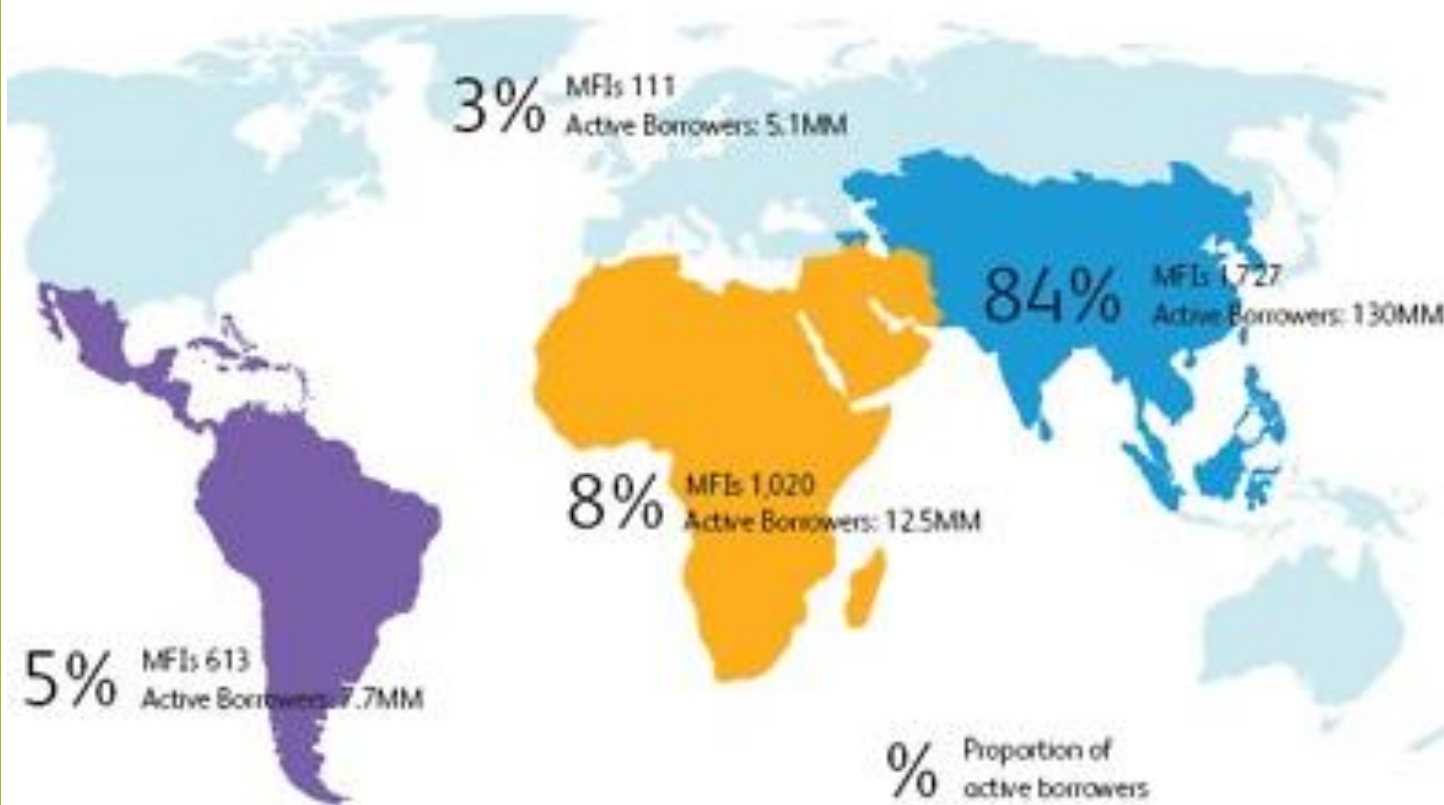 3%
MFIs 111
Active Borrowers: 5.1MM
84%
MFIs 1,727
Active Borrowers: 130MM
8%
MFIs 1,020
Active Borrowers: 12.5MM
5%
MFIs 613
Active Borrowers: 7.7MM
%
Proportion of
active borrowers